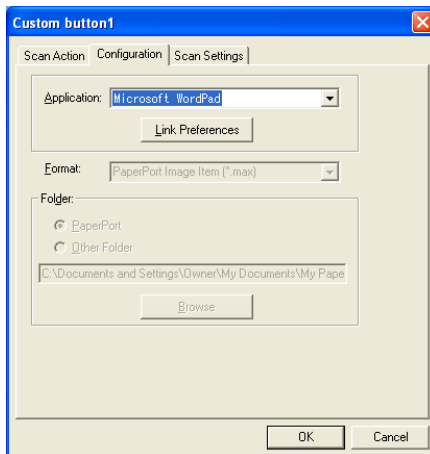 Custom button1
Scan Action Configuration Scan Settings
Application: Microsoft WordPad
Link Preferences
Format: PaperPort Image Item (*.max)
Folder:
PaperPort
Other Folder
C:\Documents and Settings\Owner\My Documents\My Pape
Browse
OK Cancel